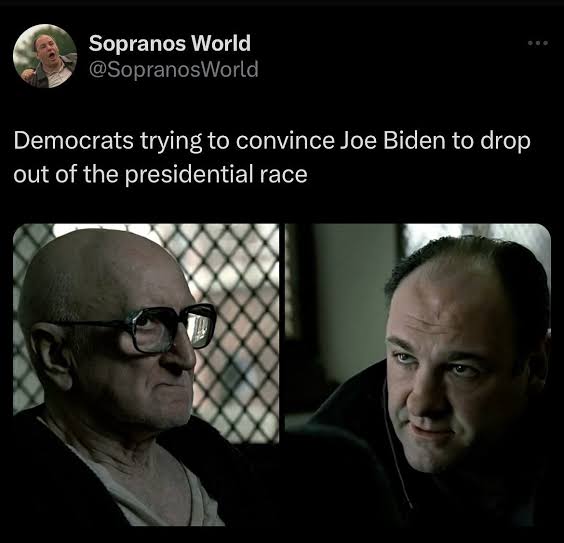 Sopranos World
@SopranosWorld
Democrats trying to convince Joe Biden to drop
out of the presidential race